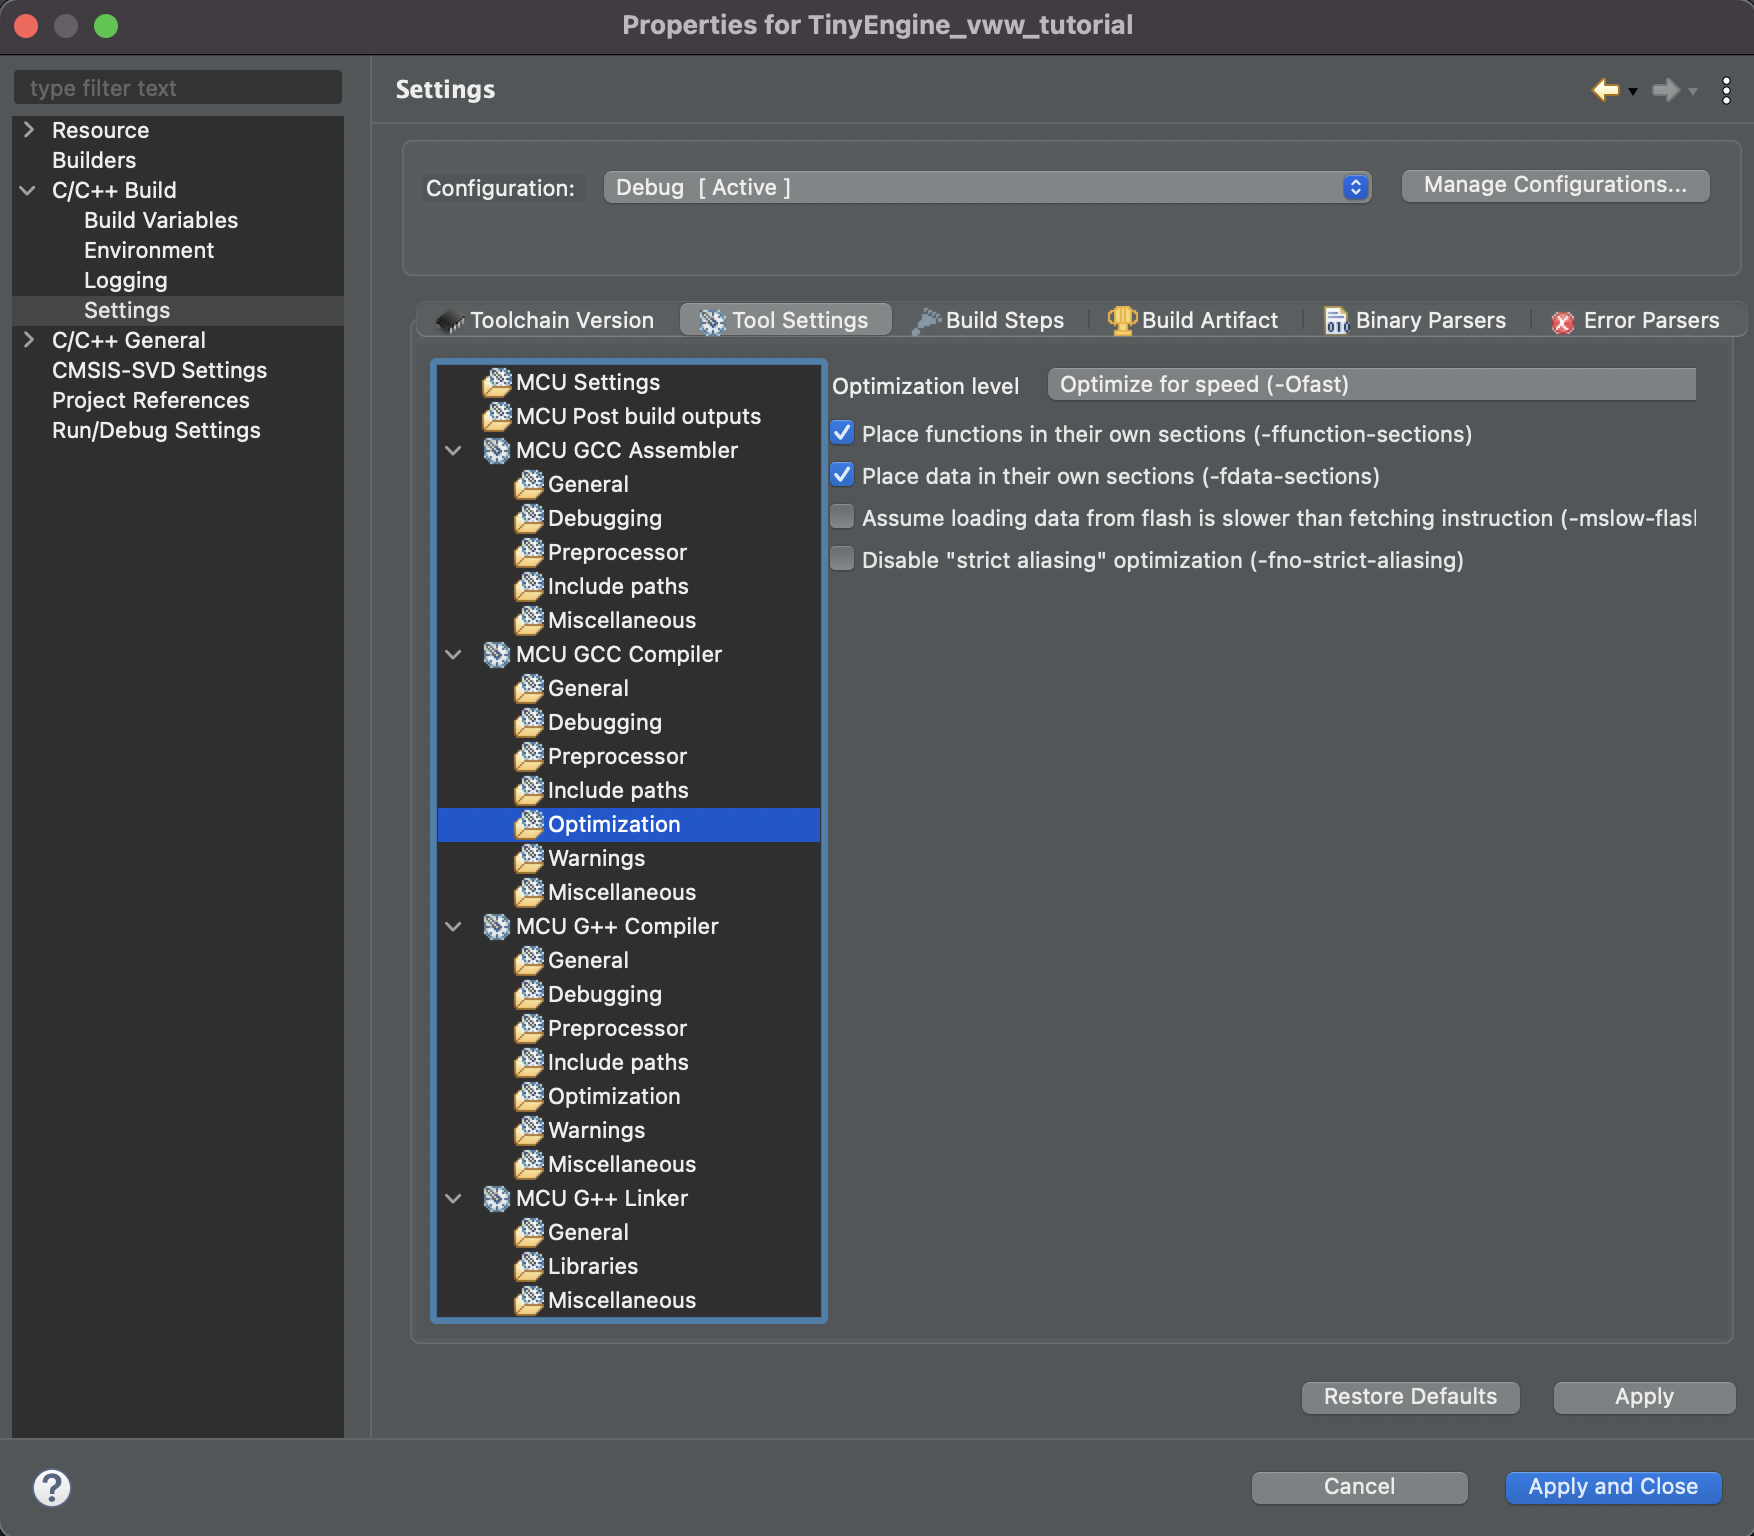 Properties for TinyEngine_vww_tutorial
type filter text
Resource
Builders
C/C++ Build
Build Variables
Environment
Logging
Settings
C/C++ General
CMSIS-SVD Settings
Project References
Run/Debug Settings
Settings
Configuration: Debug [ Active ] Manage Configurations...
Toolchain Version Tool Settings Build Steps Build Artifact Binary Parsers Error Parsers
MCU Settings
MCU Post build outputs
MCU GCC Assembler
General
Debugging
Preprocessor
Include paths
Miscellaneous
MCU GCC Compiler
General
Debugging
Preprocessor
Include paths
Optimization
Warnings
Miscellaneous
MCU G++ Compiler
General
Debugging
Preprocessor
Include paths
Optimization
Warnings
Miscellaneous
MCU G++ Linker
General
Libraries
Miscellaneous
Optimization level Optimize for speed (-Ofast)
Place functions in their own sections (-ffunction-sections)
Place data in their own sections (-fdata-sections)
Assume loading data from flash is slower than fetching instruction (-mslow-flas
Disable "strict aliasing" optimization (-fno-strict-aliasing)
Restore Defaults Apply
? Cancel Apply and Close